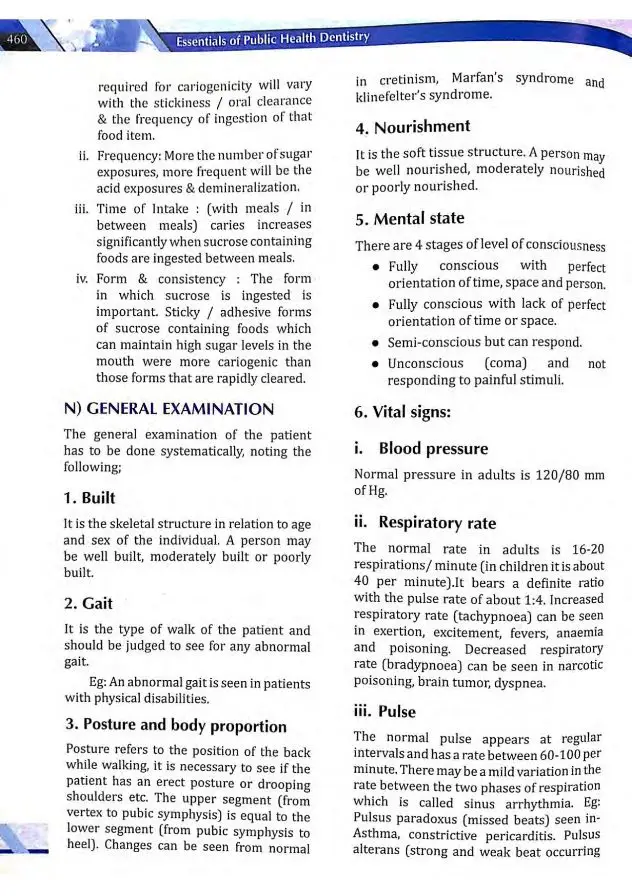 460
Essentials of Public Health Dentistry
required for cariogenicity will vary
with the stickiness / oral clearance
& the frequency of ingestion of that
food item.
ii. Frequency: More the number of sugar
exposures, more frequent will be the
acid exposures & demineralization.
iii. Time of Intake : (with meals / in
between meals) caries increases
significantly when sucrose containing
foods are ingested between meals.
iv. Form & consistency : The form
in which sucrose is ingested is
important. Sticky / adhesive forms
of sucrose containing foods which
can maintain high sugar levels in the
mouth were more cariogenic than
those forms that are rapidly cleared.
N) GENERAL EXAMINATION
The general examination of the patient
has to be done systematically, noting the
following;
1. Built
It is the skeletal structure in relation to age
and sex of the individual. A person may
be well built, moderately built or poorly
built.
2. Gait
It is the type of walk of the patient and
should be judged to see for any abnormal
gait.
Eg: An abnormal gait is seen in patients
with physical disabilities.
3. Posture and body proportion
Posture refers to the position of the back
while walking, it is necessary to see if the
patient has an erect posture or drooping
shoulders etc. The upper segment (from
vertex to pubic symphysis) is equal to the
lower segment (from pubic symphysis to
heel). Changes can be seen from normal
in cretinism, Marfan's syndrome and
klinefelter's syndrome.
4. Nourishment
It is the soft tissue structure. A person may
be well nourished, moderately nourished
or poorly nourished.
5. Mental state
There are 4 stages of level of consciousness
• Fully conscious with perfect
orientation of time, space and person.
• Fully conscious with lack of perfect
orientation of time or space.
• Semi-conscious but can respond.
• Unconscious (coma) and not
responding to painful stimuli.
6. Vital signs:
i. Blood pressure
Normal pressure in adults is 120/80 mm
of Hg.
ii. Respiratory rate
The normal rate in adults is 16-20
respirations/ minute (in children it is about
40 per minute).It bears a definite ratio
with the pulse rate of about 1:4. Increased
respiratory rate (tachypnoea) can be seen
in exertion, excitement, fevers, anaemia
and poisoning. Decreased respiratory
rate (bradypnoea) can be seen in narcotic
poisoning, brain tumor, dyspnea.
iii. Pulse
The normal pulse appears at regular
intervals and has a rate between 60-100 per
minute. There may be a mild variation in the
rate between the two phases of respiration
which is called sinus arrhythmia. Eg:
Pulsus paradoxus (missed beats) seen in-
Asthma, constrictive pericarditis. Pulsus
alterans (strong and weak beat occurring